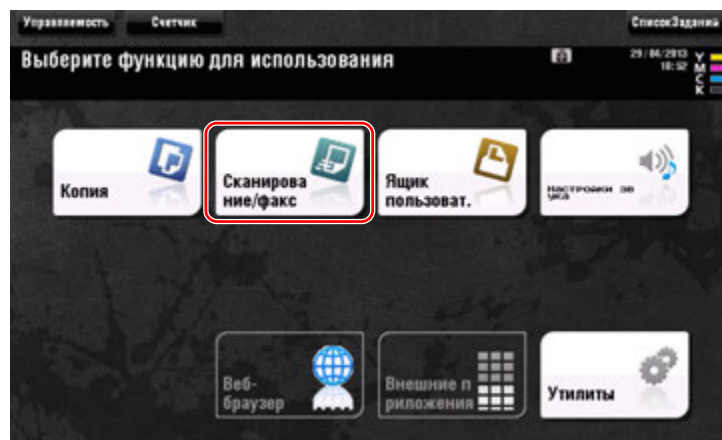 Управляемость Счетчик СписокЗаданий
Выберите функцию для использования
29/04/2013
10:52
Y
M
C
K
Копия
Сканирова
ние/факс
Ящик
пользоват.
Настройки зв
ука
Веб-
браузер
Внешние п
риложения
Утилиты